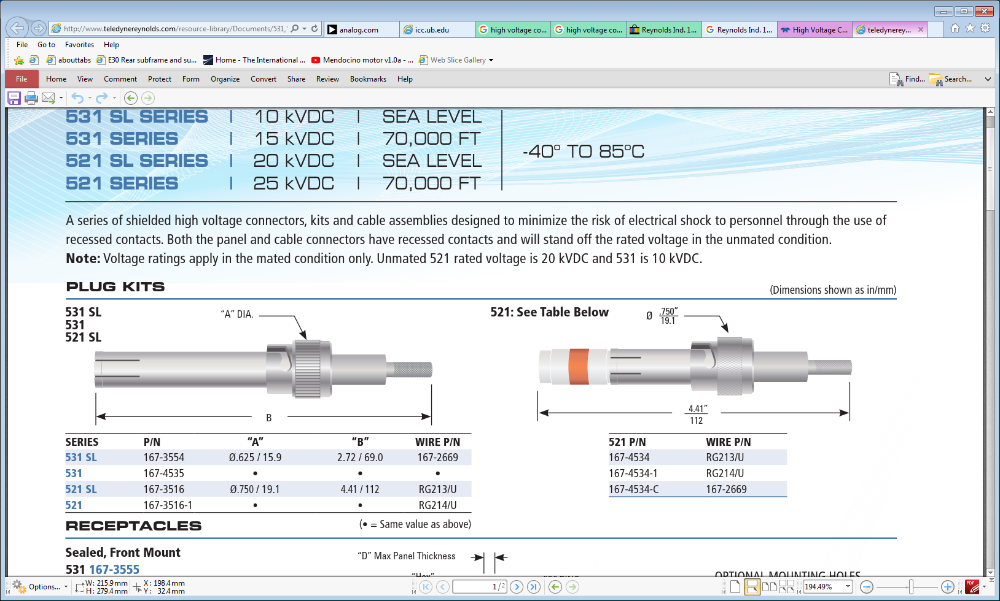 http://www.teledynereynolds.com/resource-library/Documents/531,
analog.com
icc.ub.edu
high voltage co...
high voltage co...
Reynolds Ind. 1...
Reynolds Ind. 1...
High Voltage C...
teledynerey...
File Go to Favorites Help
abouttabs
E30 Rear subframe and su...
Home - The International ...
Mendocino motor v1.0a - ...
Web Slice Gallery
File Home View Comment Protect Form Organize Convert Share Review Bookmarks Help
Find... Search...
531 SL SERIES | 10 kVDC | SEA LEVEL
531 SERIES | 15 kVDC | 70,000 FT
521 SL SERIES | 20 kVDC | SEA LEVEL
521 SERIES | 25 kVDC | 70,000 FT
-40º TO 85ºC
A series of shielded high voltage connectors, kits and cable assemblies designed to minimize the risk of electrical shock to personnel through the use of
recessed contacts. Both the panel and cable connectors have recessed contacts and will stand off the rated voltage in the unmated condition.
Note: Voltage ratings apply in the mated condition only. Unmated 521 rated voltage is 20 kVDC and 531 is 10 kVDC.
PLUG KITS
(Dimensions shown as in/mm)
531 SL
531
521 SL
“A” DIA.
B
521: See Table Below
Ø .750”
19.1
4.41”
112
SERIES P/N “A” “B” WIRE P/N
531 SL 167-3554 Ø.625 / 15.9 2.72 / 69.0 167-2669
531 167-4535 • • •
521 SL 167-3516 Ø.750 / 19.1 4.41 / 112 RG213/U
521 167-3516-1 • • RG214/U
521 P/N WIRE P/N
167-4534 RG213/U
167-4534-1 RG214/U
167-4534-C 167-2669
RECEPTACLES
(• = Same value as above)
Sealed, Front Mount
531 167-3555
“D” Max Panel Thickness
“Hex”
OPTIONAL MOUNTING HOLES
Options...
W: 215.9 mm
H: 279.4 mm
X : 198.4 mm
Y : 32.4 mm
1 / 2
194.49%
PDF